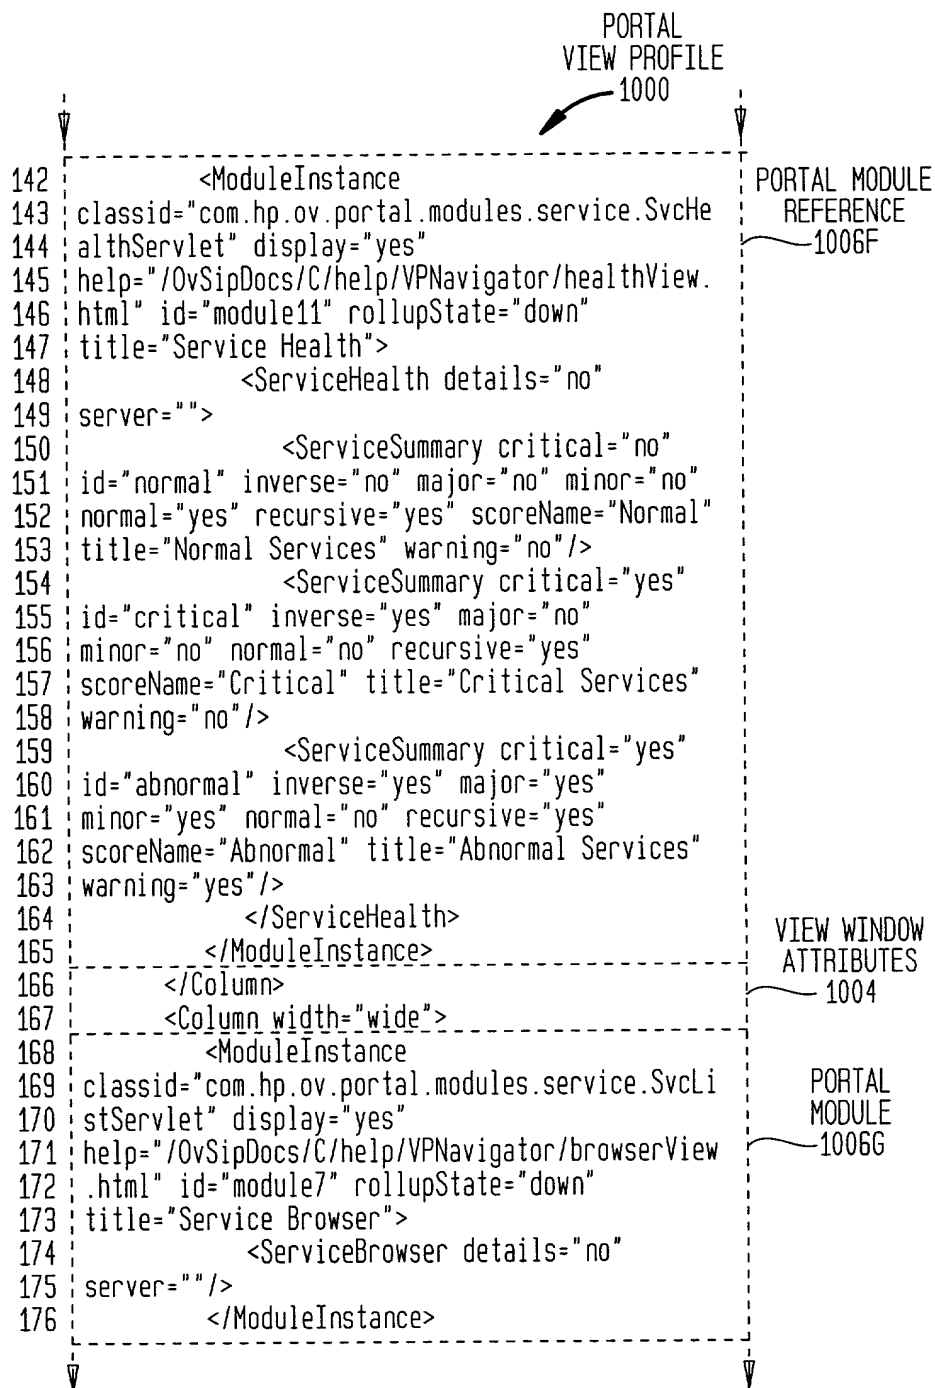 PORTAL
VIEW PROFILE
1000
142 <ModuleInstance
143 classid="com.hp.ov.portal.modules.service.SvcHe
144 althServlet" display="yes"
145 help="/OvSipDocs/C/help/VPNavigator/healthView.
146 html" id="module11" rollupState="down"
147 title="Service Health">
148 <ServiceHealth details="no"
149 server="">
150 <ServiceSummary critical="no"
151 id="normal" inverse="no" major="no" minor="no"
152 normal="yes" recursive="yes" scoreName="Normal"
153 title="Normal Services" warning="no"/>
154 <ServiceSummary critical="yes"
155 id="critical" inverse="yes" major="no"
156 minor="no" normal="no" recursive="yes"
157 scoreName="Critical" title="Critical Services"
158 warning="no"/>
159 <ServiceSummary critical="yes"
160 id="abnormal" inverse="yes" major="yes"
161 minor="yes" normal="no" recursive="yes"
162 scoreName="Abnormal" title="Abnormal Services"
163 warning="yes"/>
164 </ServiceHealth>
165 </ModuleInstance>
166 </Column>
167 <Column width="wide">
168 <ModuleInstance
169 classid="com.hp.ov.portal.modules.service.SvcLi
170 stServlet" display="yes"
171 help="/OvSipDocs/C/help/VPNavigator/browserView
172 .html" id="module7" rollupState="down"
173 title="Service Browser">
174 <ServiceBrowser details="no"
175 server=""/>
176 </ModuleInstance>
PORTAL MODULE
REFERENCE
1006F
VIEW WINDOW
ATTRIBUTES
1004
PORTAL
MODULE
1006G